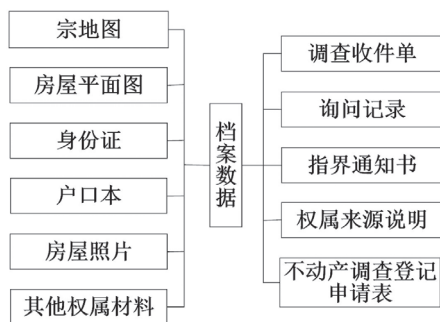 宗地图
房屋平面图
身份证
户口本
房屋照片
其他权属材料
档案数据
调查收件单
询问记录
指界通知书
权属来源说明
不动产调查登记
申请表